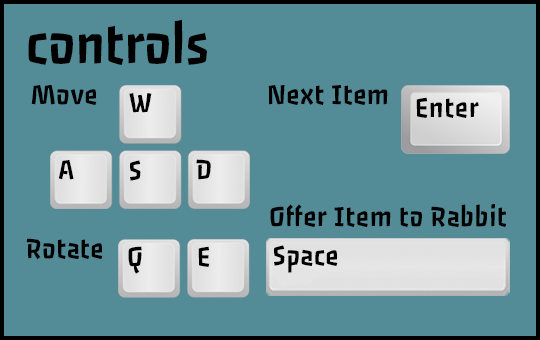 controls
Move
W
A S D
Rotate
Q E
Next Item
Enter
Offer Item to Rabbit
Space